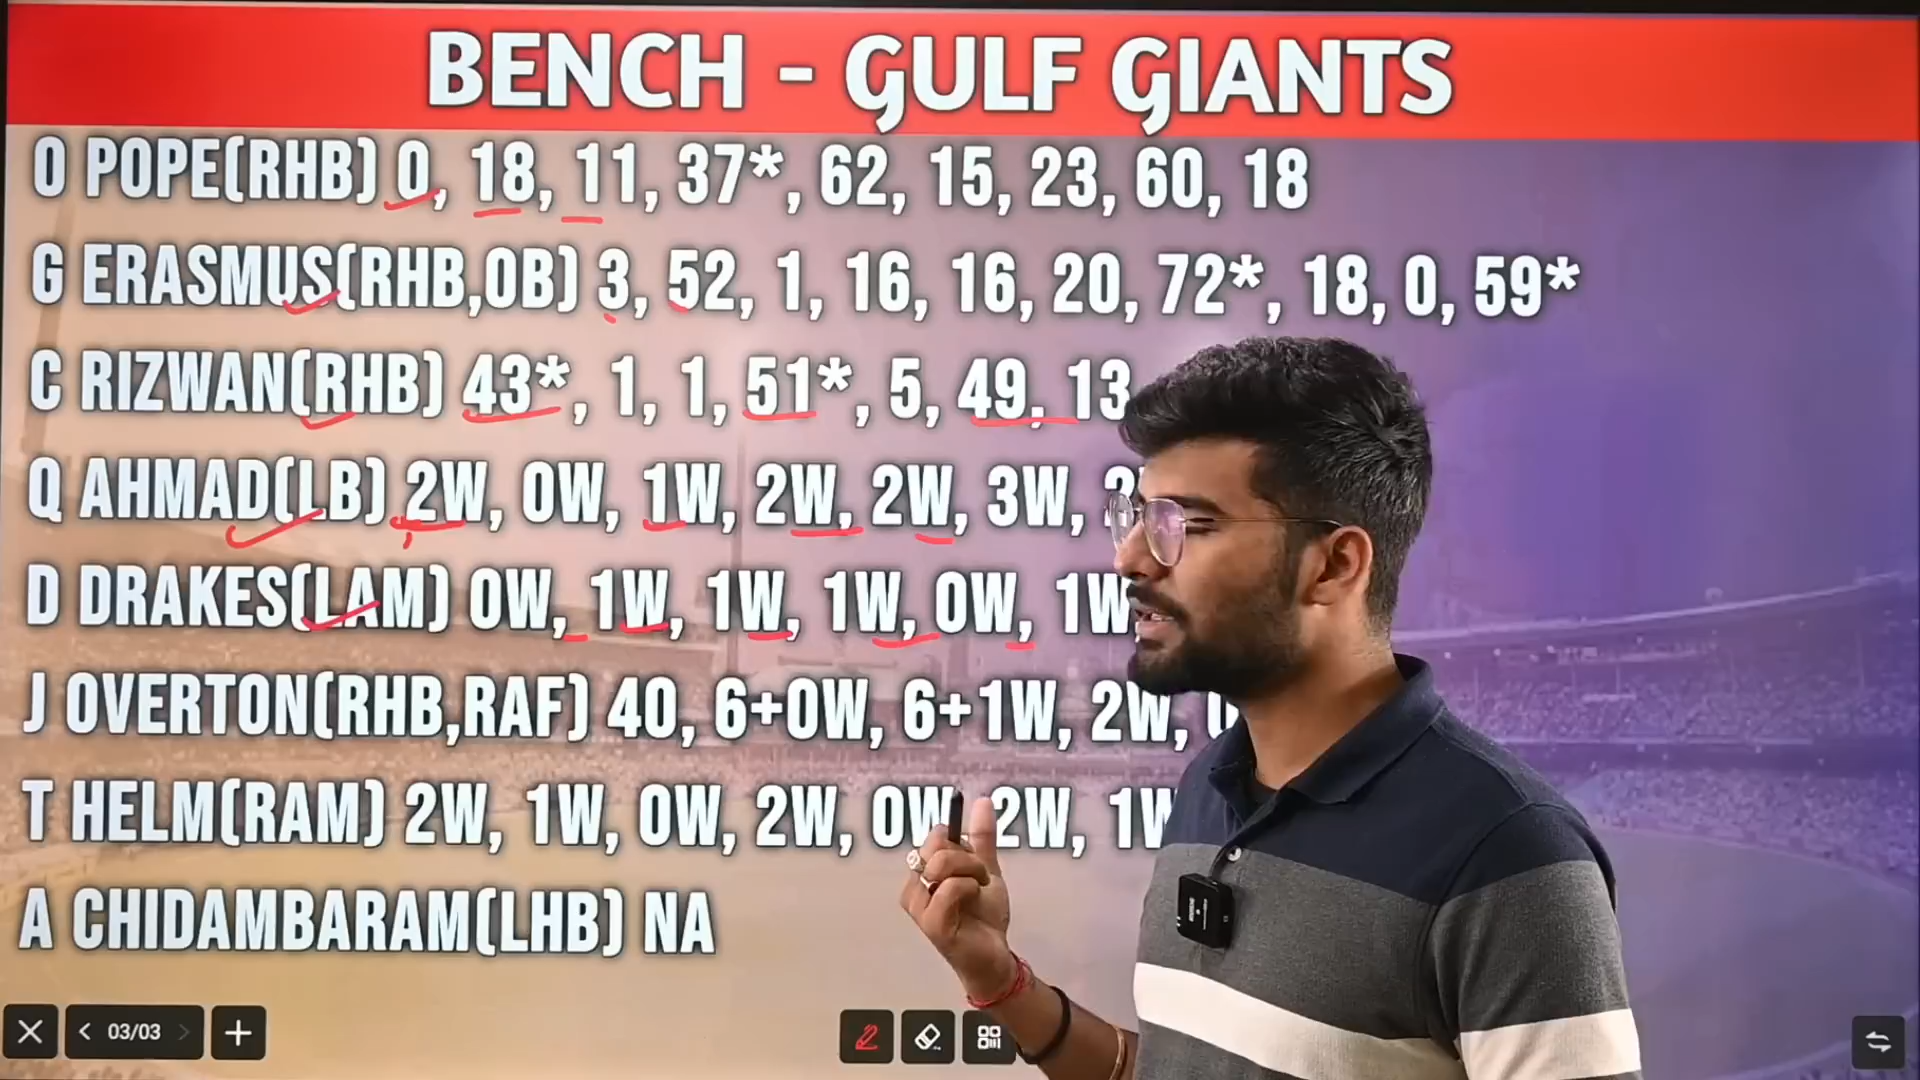 BENCH - GULF GIANTS
O POPE(RHB) 0, 18, 11, 37*, 62, 15, 23, 60, 18
G ERASMUS(RHB,OB) 3, 52, 1, 16, 16, 20, 72*, 18, 0, 59*
C RIZWAN(RHB) 43*, 1, 1, 51*, 5, 49, 13
Q AHMAD(LB) 2W, 0W, 1W, 2W, 2W, 3W,
D DRAKES(LAM) 0W, 1W, 1W, 1W, 0W, 1W
J OVERTON(RHB,RAF) 40, 6+0W, 6+1W, 2W,
T HELM(RAM) 2W, 1W, 0W, 2W, 0W, 2W, 1W
A CHIDAMBARAM(LHB) NA
03/03